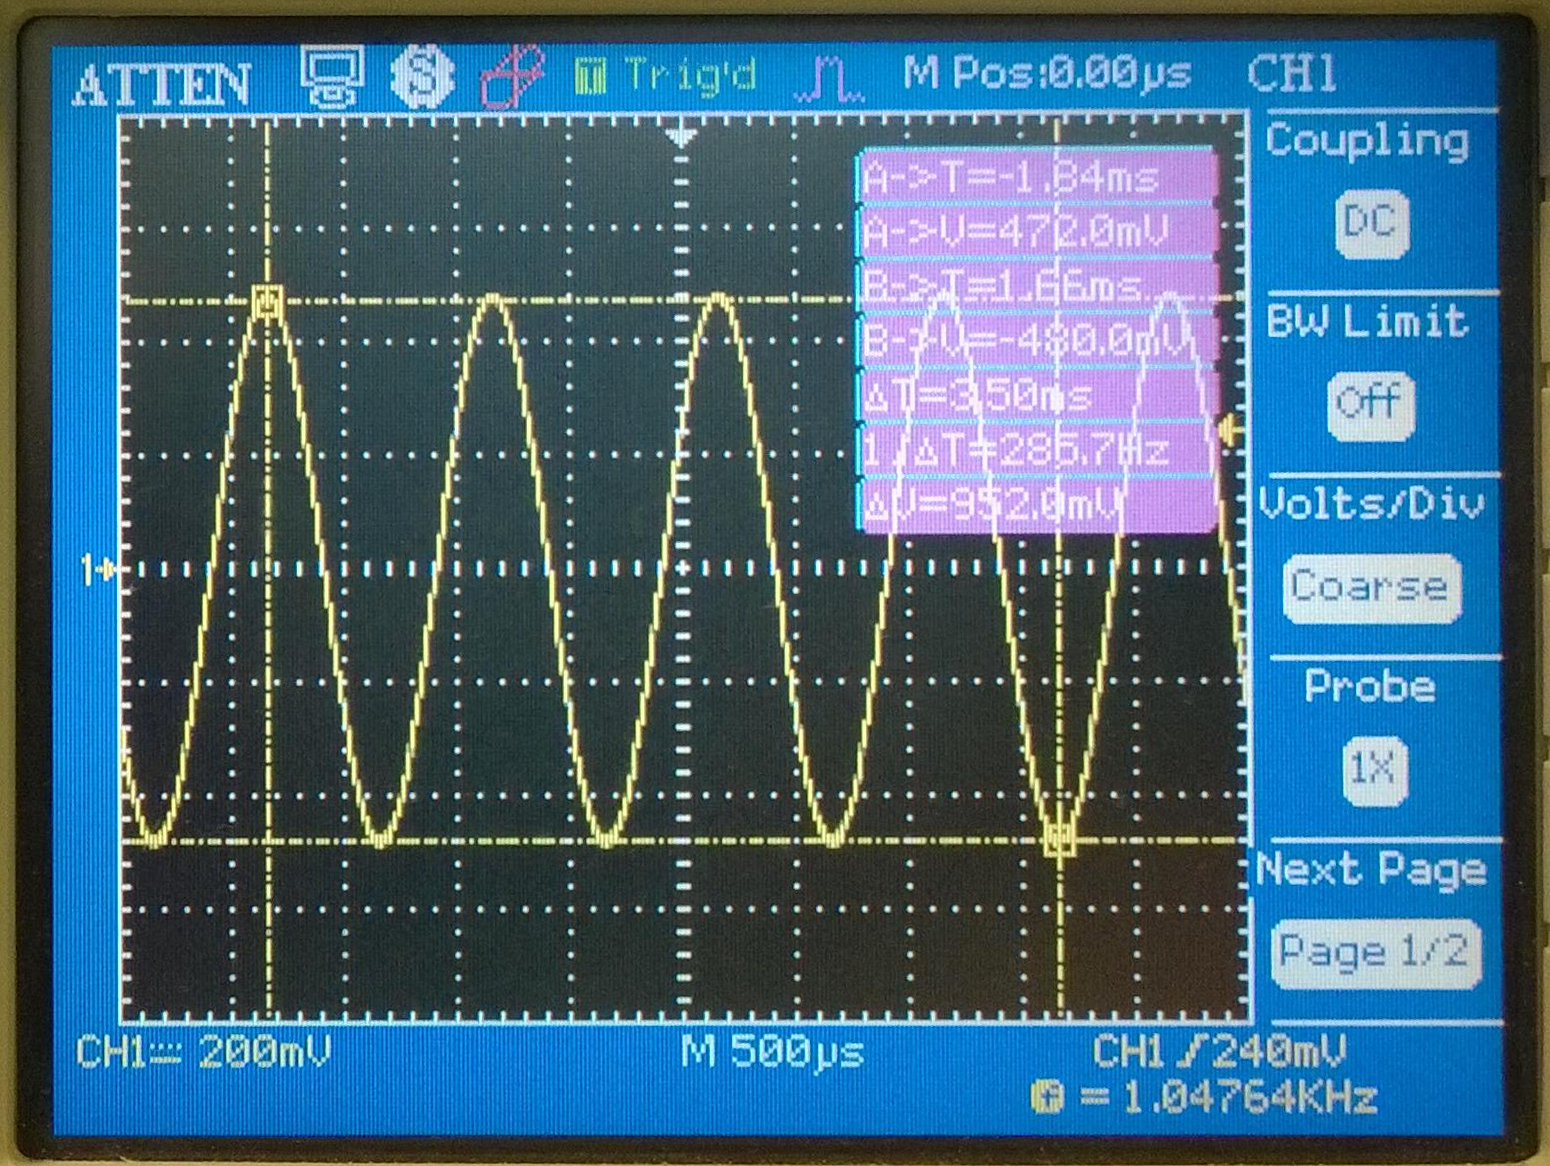 ATTEN T Trig'd M Pos:0.00µs CH1
Coupling
DC
A->T=-1.84ms
A->V=472.0mV
B->T=1.66ms
B->V=-480.0mV
ΔT=3.50ms
1/ΔT=285.7Hz
ΔV=952.0mV
BW Limit
Off
Volts/Div
Coarse
Probe
1X
Next Page
Page 1/2
1
CH1 200mV M 500µs CH1 240mV
= 1.04764KHz